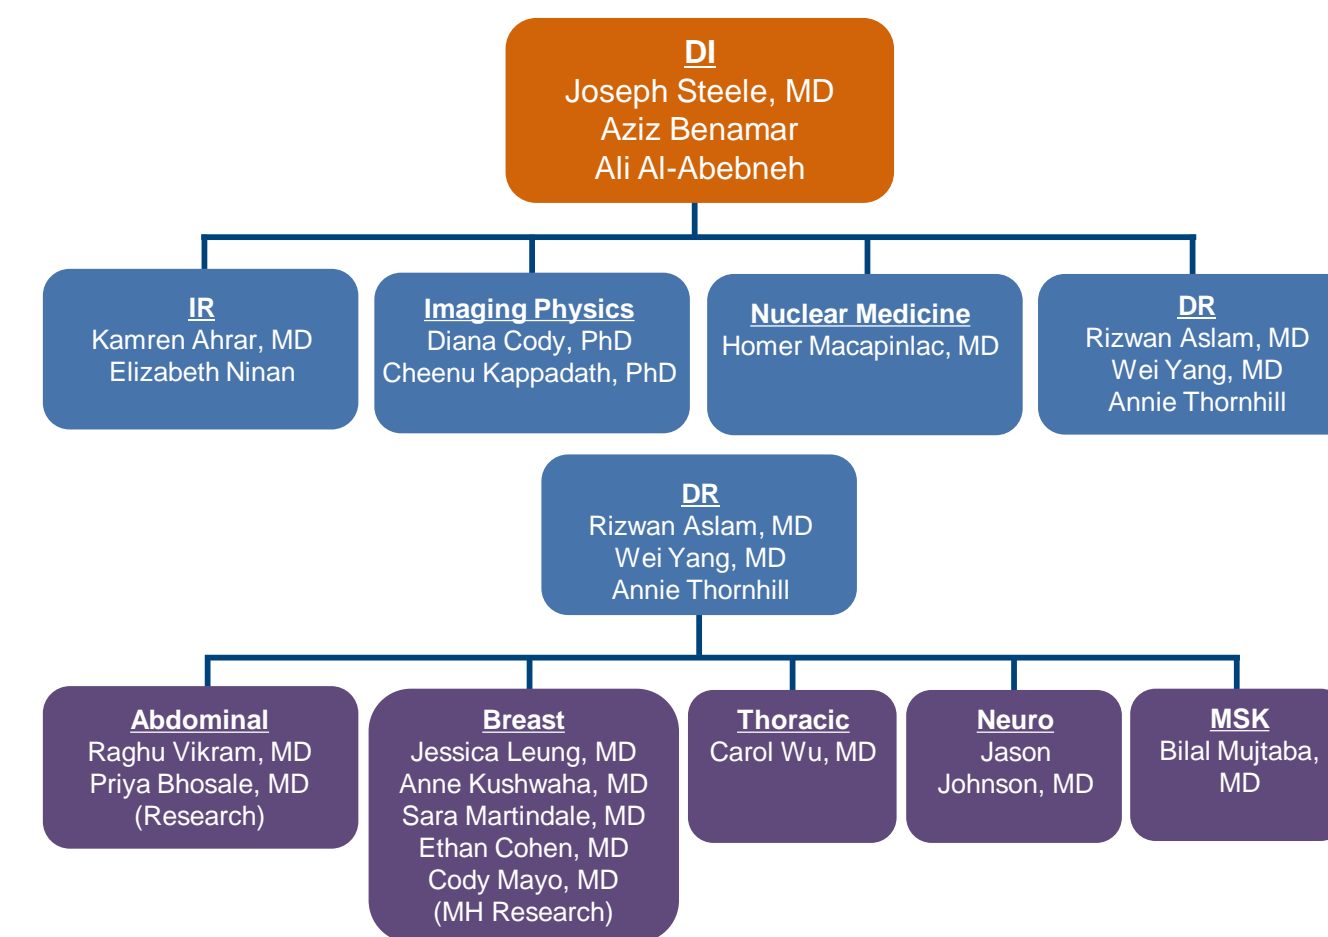 DI
Joseph Steele, MD
Aziz Benamar
Ali Al-Abebneh
IR
Kamren Ahrar, MD
Elizabeth Ninan
Imaging Physics
Diana Cody, PhD
Cheenu Kappadath, PhD
Nuclear Medicine
Homer Macapinlac, MD
DR
Rizwan Aslam, MD
Wei Yang, MD
Annie Thornhill
DR
Rizwan Aslam, MD
Wei Yang, MD
Annie Thornhill
Abdominal
Raghu Vikram, MD
Priya Bhosale, MD
(Research)
Breast
Jessica Leung, MD
Anne Kushwaha, MD
Sara Martindale, MD
Ethan Cohen, MD
Cody Mayo, MD
(MH Research)
Thoracic
Carol Wu, MD
Neuro
Jason
Johnson, MD
MSK
Bilal Mujtaba,
MD